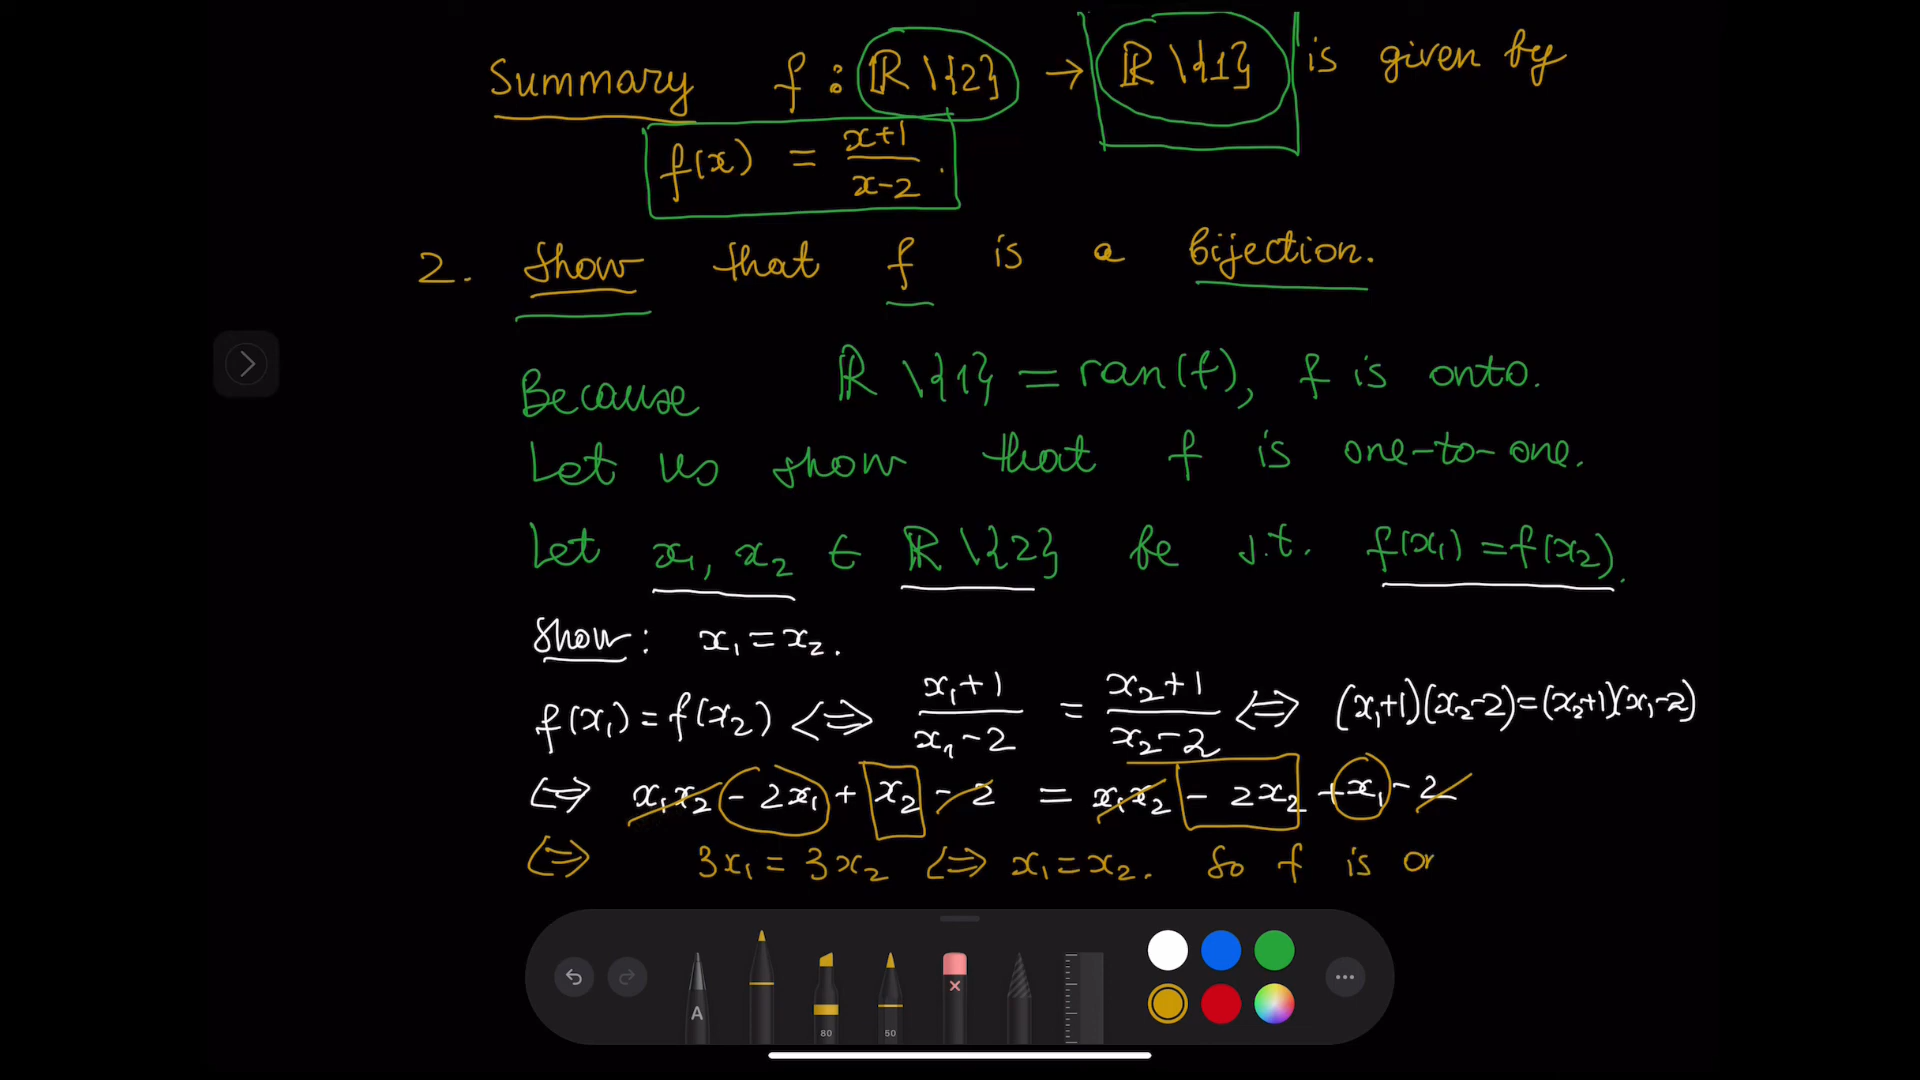 Summary f : ℝ \{2} → ℝ \{1} is given by
f(x) = (x+1)/(x-2).
2. Show that f is a bijection.
Because ℝ \{1} = ran(f), f is onto.
Let us show that f is one-to-one.
Let x₁, x₂ ∈ ℝ \{2} be s.t. f(x₁) = f(x₂).
Show: x₁ = x₂.
f(x₁) = f(x₂) ⟺ (x₁+1)/(x₁-2) = (x₂+1)/(x₂-2) ⟺ (x₁+1)(x₂-2)=(x₂+1)(x₁-2)
⟺ x₁x₂ - 2x₁ + x₂ - 2 = x₁x₂ - 2x₂ + x₁ - 2
⟺ 3x₁ = 3x₂ ⟺ x₁ = x₂. So f is or
A 80 50